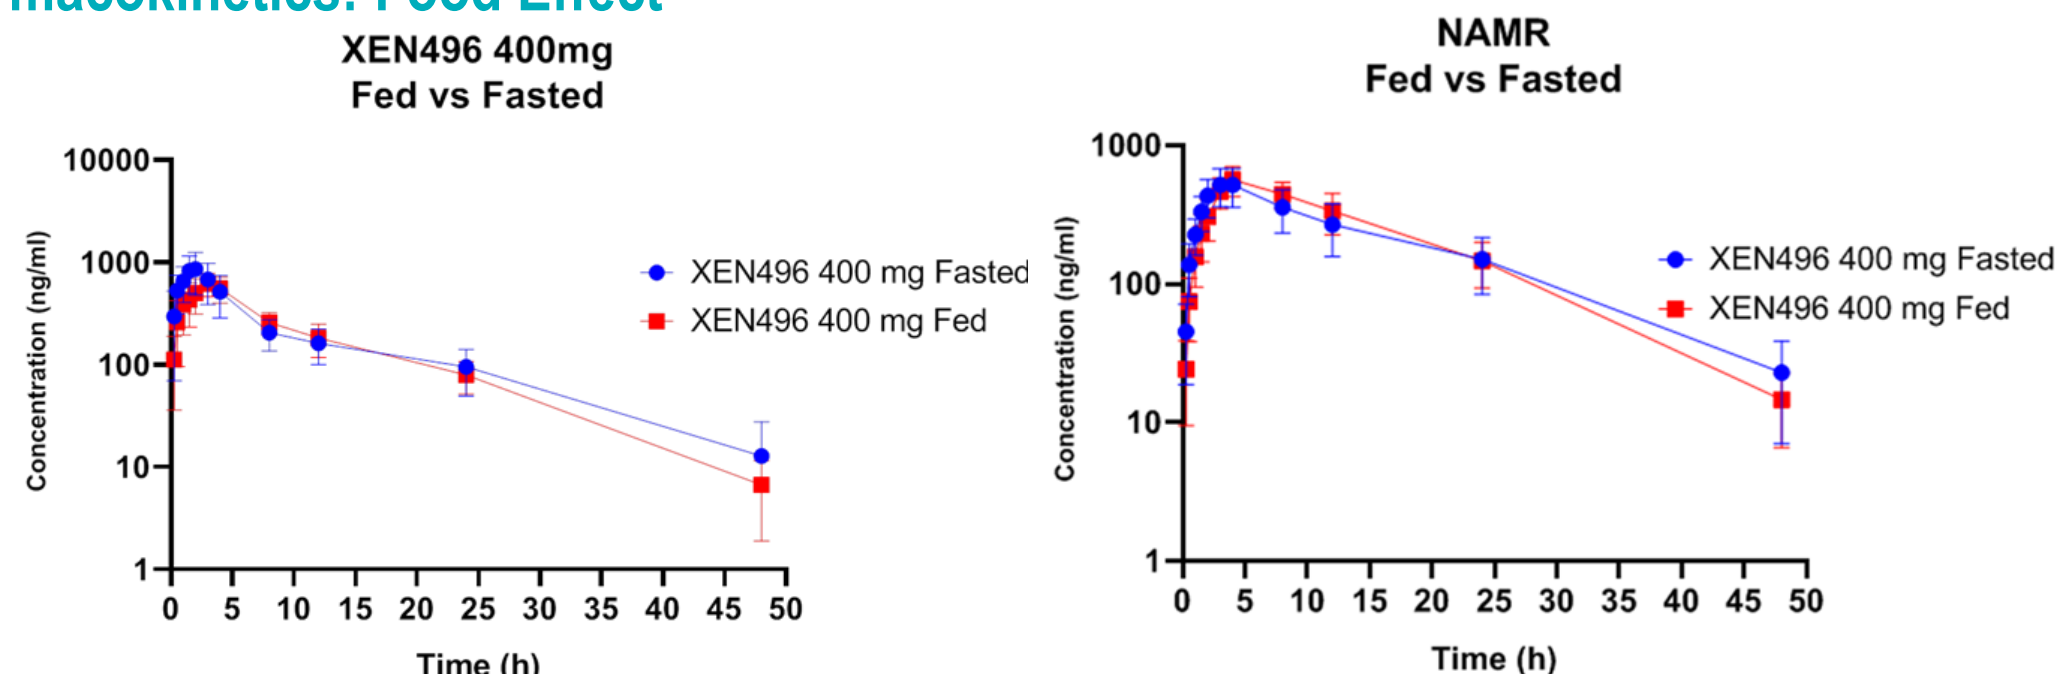 macokinetics: Food Effect
XEN496 400mg
Fed vs Fasted
10000
1000
100
10
1
Concentration (ng/ml)
0 5 10 15 20 25 30 35 40 45 50
Time (h)
XEN496 400 mg Fasted
XEN496 400 mg Fed
NAMR
Fed vs Fasted
1000
100
10
1
Concentration (ng/ml)
0 5 10 15 20 25 30 35 40 45 50
Time (h)
XEN496 400 mg Fasted
XEN496 400 mg Fed